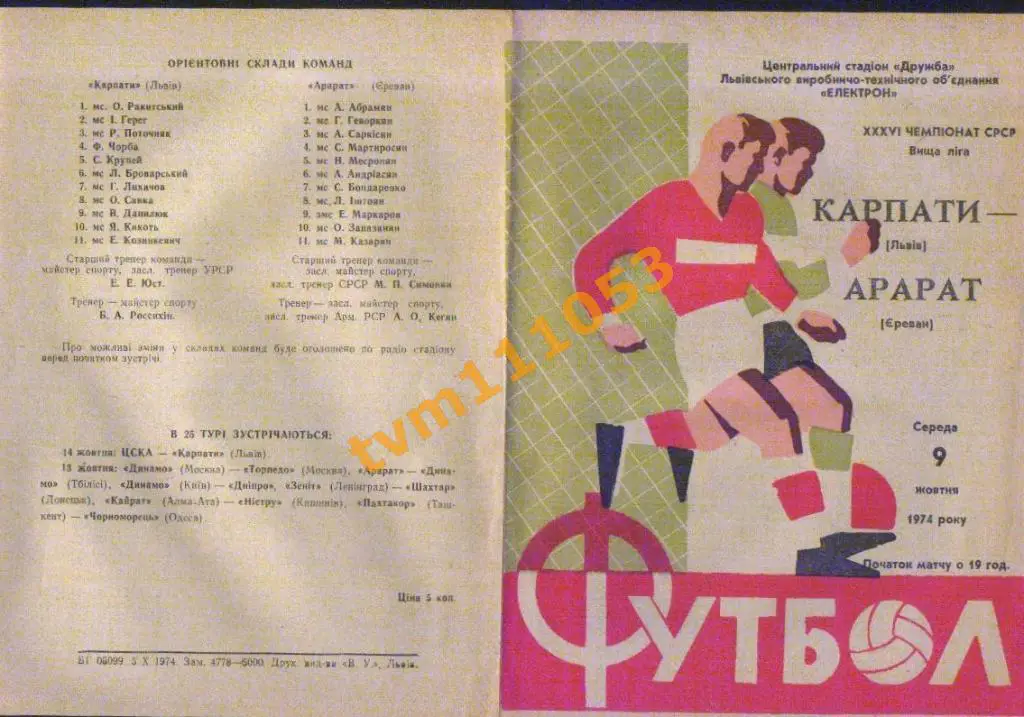 ОРІЄНТОВНІ СКЛАДИ КОМАНД
«Карпати» (Львів)
1. мс. О. Ракитський
2. мс І. Герег
3. мс Р. Поточняк
4. Ф. Чорба
5. С. Крупей
6. мс Л. Броварський
7. мс Г. Лихачов
8. мс О. Савка
9. мс В. Данилюк
10. мс Я. Кикоть
11. мс Е. Козинкевич
Старший тренер команди—
майстер спорту, засл. тренер УРСР
Е. Е. Юст.
Тренер — майстер спорту
Б. А. Россихін.
«Арарат» (Єреван)
1. мс А. Абрамян
2. мс Г. Геворкян
3. мс А. Саркісян
4. мс С. Мартиросян
5. мс Н. Месропян
6. мс А. Андріасян
7. мс С. Бондаренко
8. мс Л. Іштоян
9. змс Е. Маркаров
10. мс О. Заназанян
11. мс М. Казарян
Старший тренер команди—
засл. майстер спорту,
засл. тренер СРСР М. П. Симонян
Тренер— засл. майстер спорту,
засл. тренер Арм. РСР А. О. Кеган
Про можливі зміни у складах команд буде оголошено по радіо стадіону
перед початком зустрічі.
В 25 ТУРІ ЗУСТРІЧАЮТЬСЯ:
14 жовтня: ЦСКА — «Карпати» (Львів).
13 жовтня: «Динамо» (Москва) — «Торпедо» (Москва), «Арарат» — «Дина-
мо» (Тбілісі), «Динамо» (Київ) — «Дніпро», «Зеніт» (Ленінград) — «Шахтар»
(Донецьк), «Кайрат» (Алма-Ата) — «Ністру» (Кишинів), «Пахтакор» (Таш-
кент) — «Чорноморець» (Одеса)
Ціна 5 коп.
БГ 08099 5 X 1974. Зам. 4778—6000. Друк. вид-ва «В. У.», Львів.
Центральний стадіон «Дружба»
Львівського виробничо-технічного об'єднання
«ЕЛЕКТРОН»
XXXVI ЧЕМПІОНАТ СРСР
Вища ліга
КАРПАТИ —
(Львів)
АРАРАТ
(Єреван)
Середа
9
жовтня
1974 року
Початок матчу о 19 год.
ФУТБОЛ
tvm111053